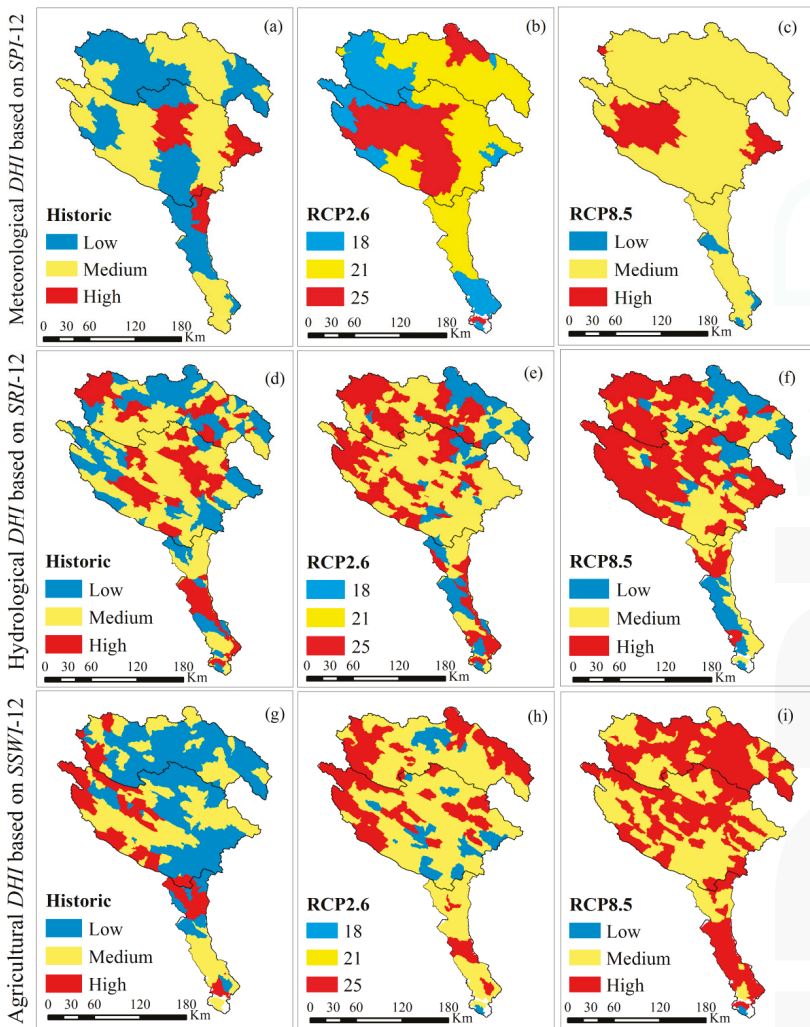 Meteorological DHI based on SPI-12
(a)
Historic
Low
Medium
High
0 30 60 120 180
Km
(b)
RCP2.6
18
21
25
0 30 60 120 180
Km
(c)
RCP8.5
Low
Medium
High
0 30 60 120 180
Km
Hydrological DHI based on SRI-12
(d)
Historic
Low
Medium
High
0 30 60 120 180
Km
(e)
RCP2.6
18
21
25
0 30 60 120 180
Km
(f)
RCP8.5
Low
Medium
High
0 30 60 120 180
Km
Agricultural DHI based on SSWI-12
(g)
Historic
Low
Medium
High
0 30 60 120 180
Km
(h)
RCP2.6
18
21
25
0 30 60 120 180
Km
(i)
RCP8.5
Low
Medium
High
0 30 60 120 180
Km